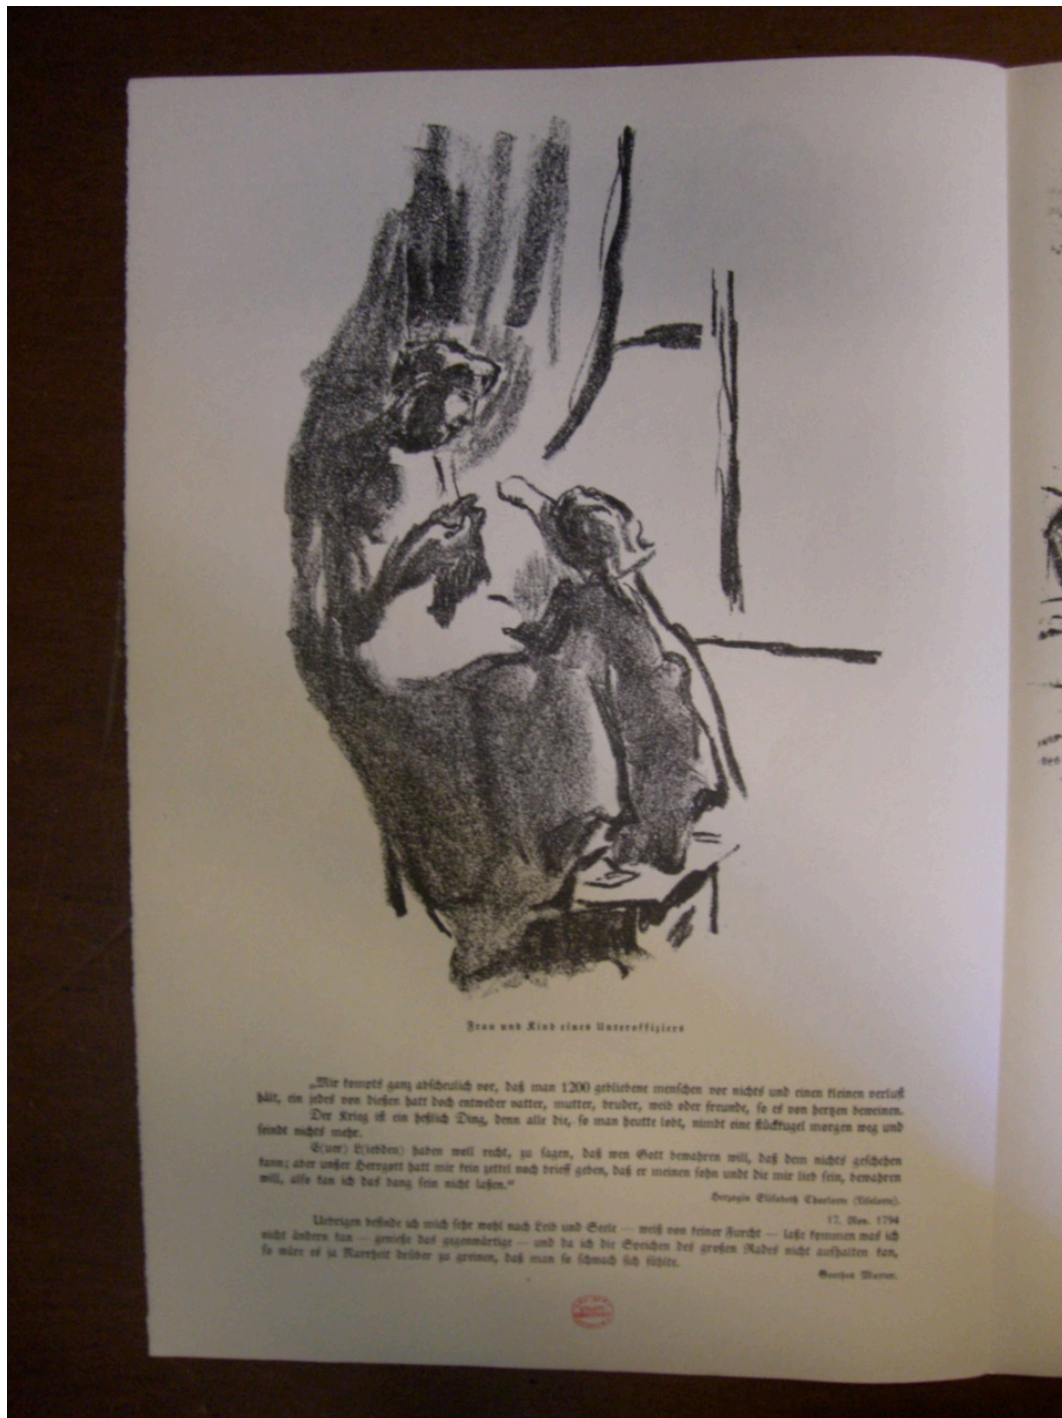 Frau und Kind eines Unteroffiziers
„Mir kompts ganz abscheulich vor, daß man 1200 gebliebene menschen vor nichts und einen kleinen verlust
hält, ein jedes von dießen hatt doch entweder vatter, mutter, bruder, weib oder freunde, so es von hertzen beweinen.
Der Krieg ist ein heßlich Ding, denn alle die, so man heutte lobt, nimbt eine stückkugel morgen weg und
seindt nichts mehr.
E(uer) L(iebden) haben woll recht, zu sagen, daß wen Gott bewahren will, daß dem nichts geschehen
kann; aber unßer Herrgott hatt mir kein zettel noch brieff geben, daß er meinen sohn undt die mir lieb sein, bewahren
will, also kan ich das bang sein nicht laßen.“
Herzogin Elisabeth Charlotte (Liselotte).
17. Nov. 1794
Uebrigen befinde ich mich sehr wohl nach Leib und Seele — weiß von keiner Furcht — laße kommen was ich
nicht ändern kan — genieße das gegenwärtige — und da ich die Speichen des großen Rades nicht aufhalten kan,
so wäre es ja Narrheit drüber zu greinen, daß man so schwach sich fühlte.
Goethes Mutter.